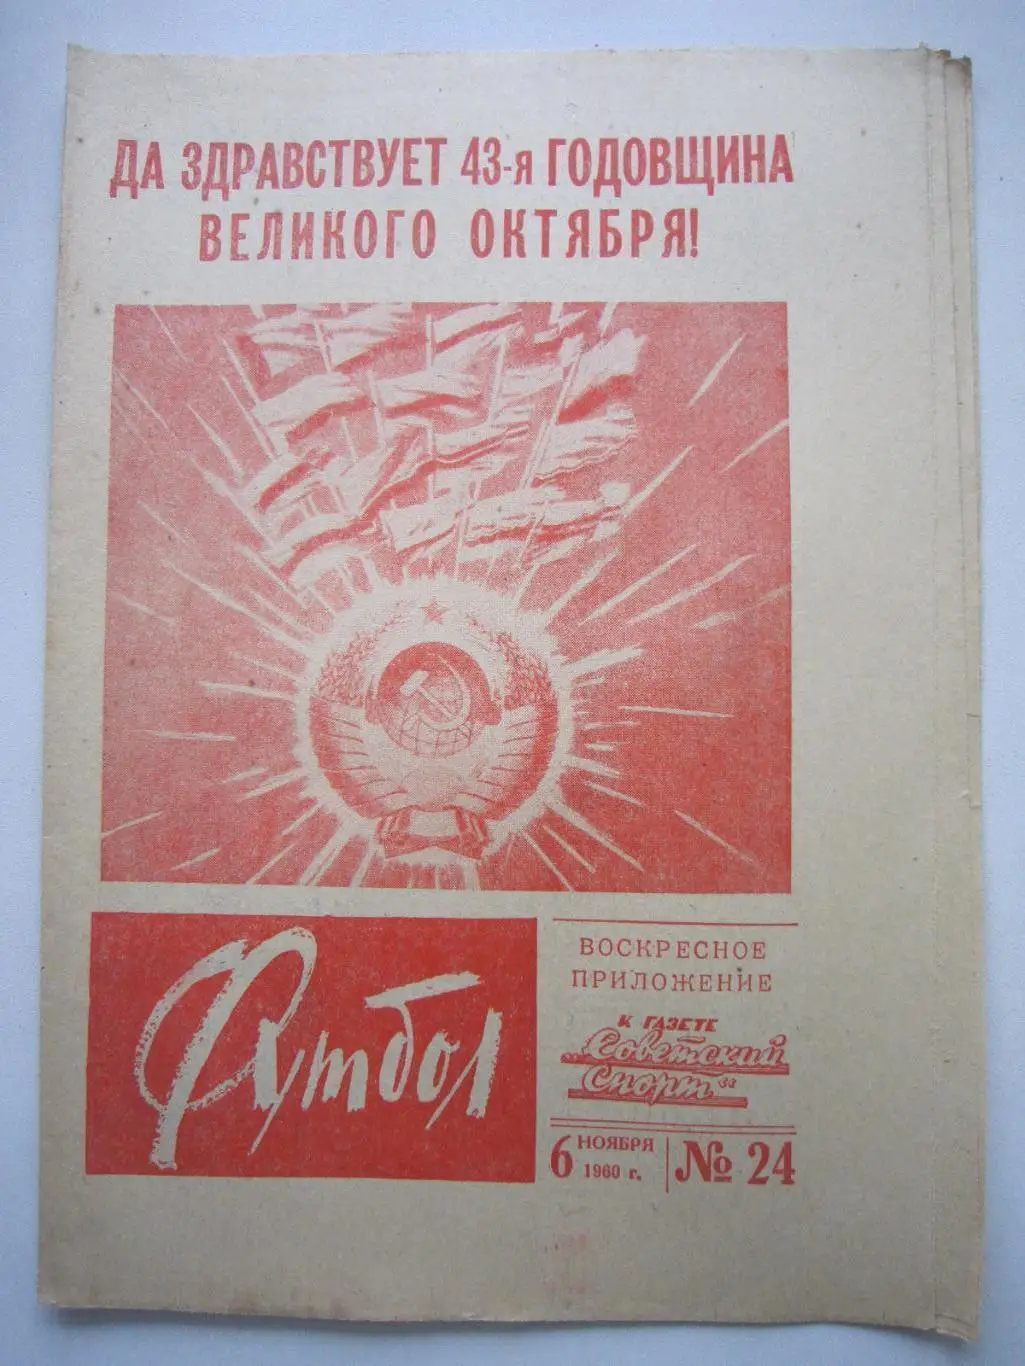 ДА ЗДРАВСТВУЕТ 43-я ГОДОВЩИНА
ВЕЛИКОГО ОКТЯБРЯ!
Футбол
ВОСКРЕСНОЕ
ПРИЛОЖЕНИЕ
К ГАЗЕТЕ
„Советский
Спорт“
6 НОЯБРЯ
1960 г.
№ 24